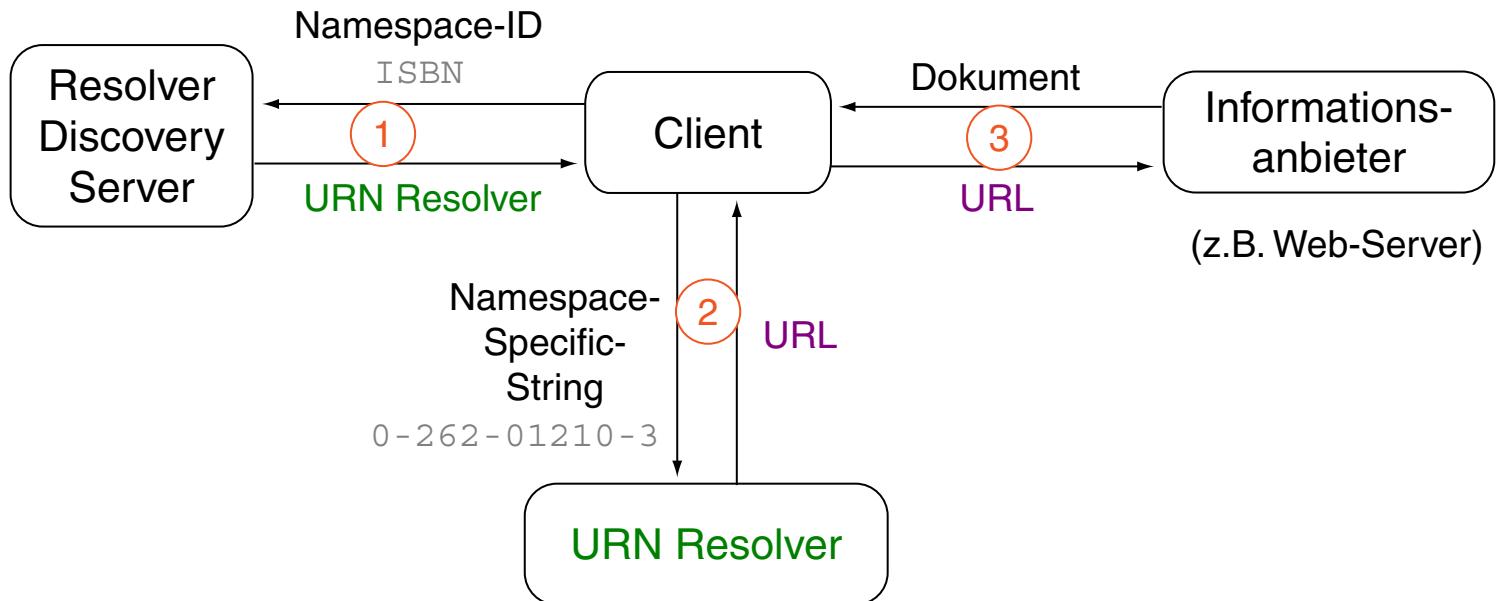 Namespace-ID
ISBN
Resolver
Discovery
Server
1
URN Resolver
Client
Dokument
3
URL
Informations-
anbieter
(z.B. Web-Server)
Namespace-
Specific-
String
0-262-01210-3
2
URL
URN Resolver